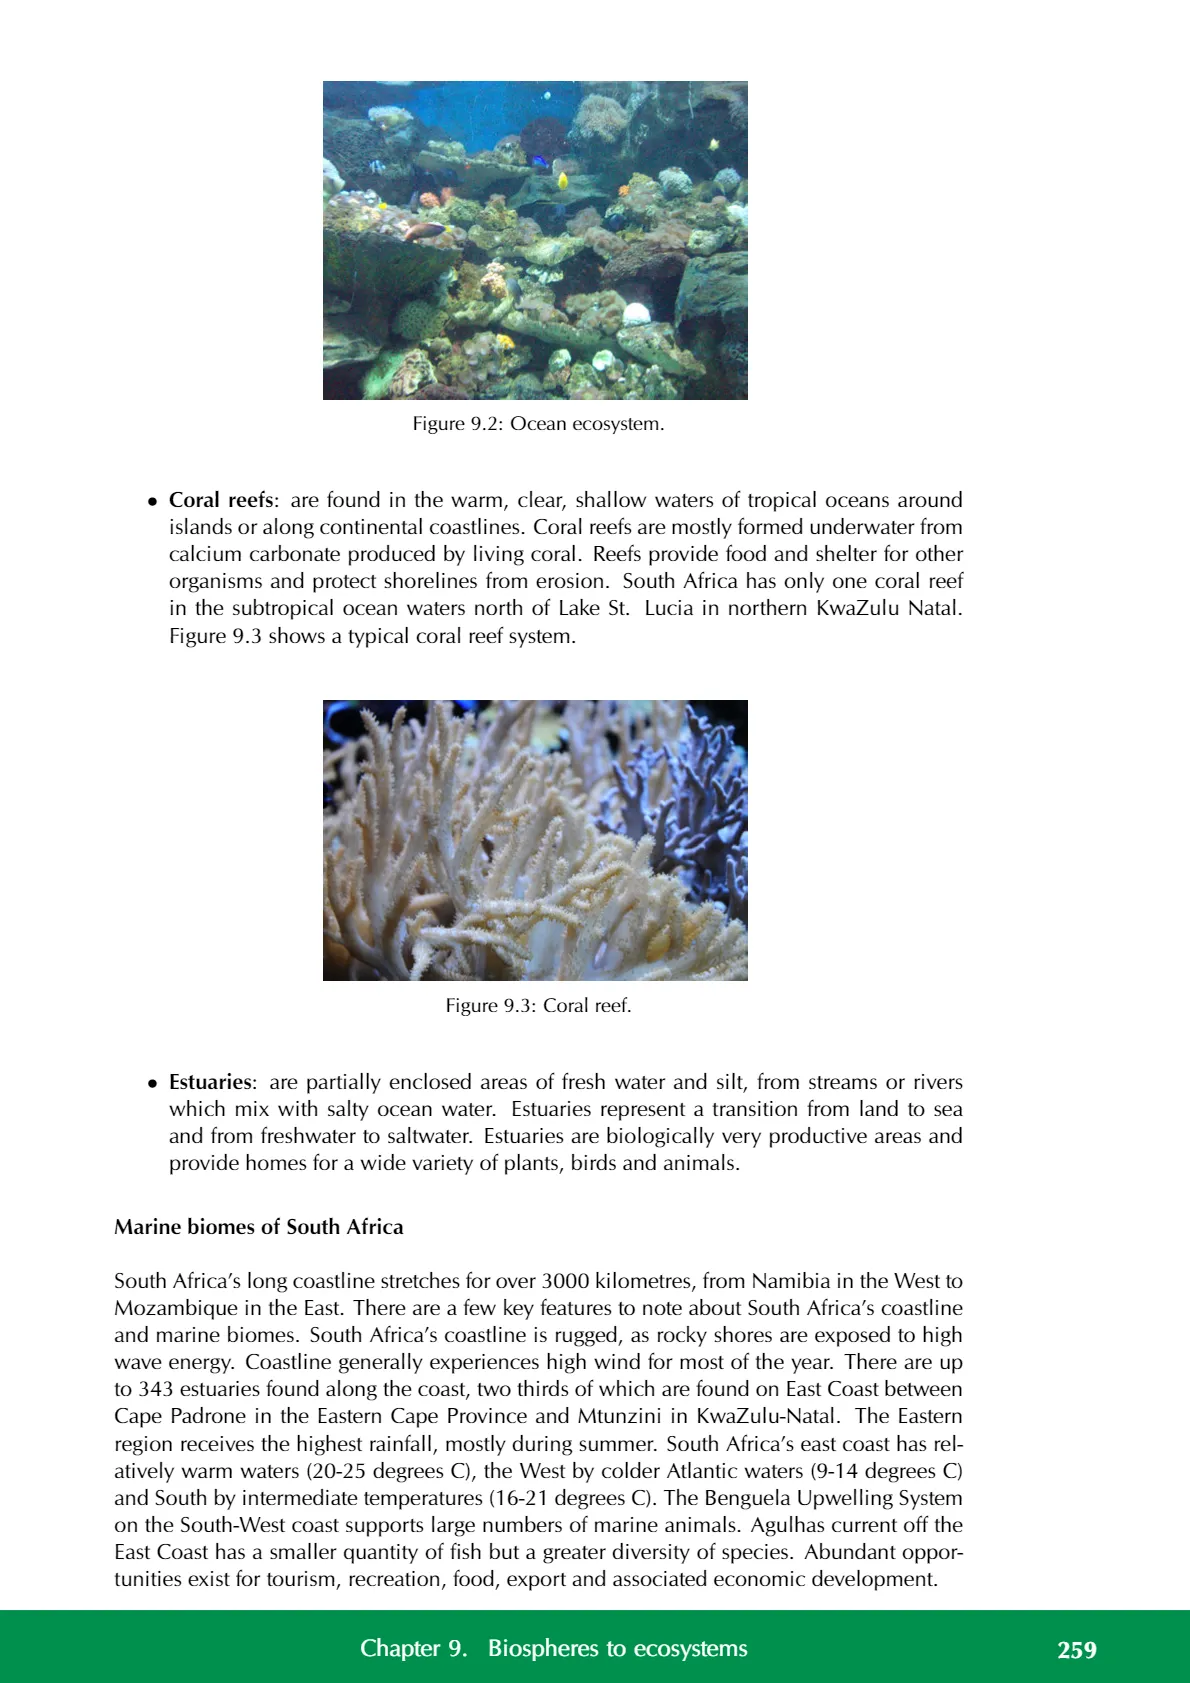 Figure 9.2: Ocean ecosystem.
• Coral reefs: are found in the warm, clear, shallow waters of tropical oceans around
islands or along continental coastlines. Coral reefs are mostly formed underwater from
calcium carbonate produced by living coral. Reefs provide food and shelter for other
organisms and protect shorelines from erosion. South Africa has only one coral reef
in the subtropical ocean waters north of Lake St. Lucia in northern KwaZulu Natal.
Figure 9.3 shows a typical coral reef system.
Figure 9.3: Coral reef.
• Estuaries: are partially enclosed areas of fresh water and silt, from streams or rivers
which mix with salty ocean water. Estuaries represent a transition from land to sea
and from freshwater to saltwater. Estuaries are biologically very productive areas and
provide homes for a wide variety of plants, birds and animals.
Marine biomes of South Africa
South Africa's long coastline stretches for over 3000 kilometres, from Namibia in the West to
Mozambique in the East. There are a few key features to note about South Africa's coastline
and marine biomes. South Africa's coastline is rugged, as rocky shores are exposed to high
wave energy. Coastline generally experiences high wind for most of the year. There are up
to 343 estuaries found along the coast, two thirds of which are found on East Coast between
Cape Padrone in the Eastern Cape Province and Mtunzini in KwaZulu-Natal. The Eastern
region receives the highest rainfall, mostly during summer. South Africa's east coast has rel-
atively warm waters (20-25 degrees C), the West by colder Atlantic waters (9-14 degrees C)
and South by intermediate temperatures (16-21 degrees C). The Benguela Upwelling System
on the South-West coast supports large numbers of marine animals. Agulhas current off the
East Coast has a smaller quantity of fish but a greater diversity of species. Abundant oppor-
tunities exist for tourism, recreation, food, export and associated economic development.
Chapter 9. Biospheres to ecosystems 259